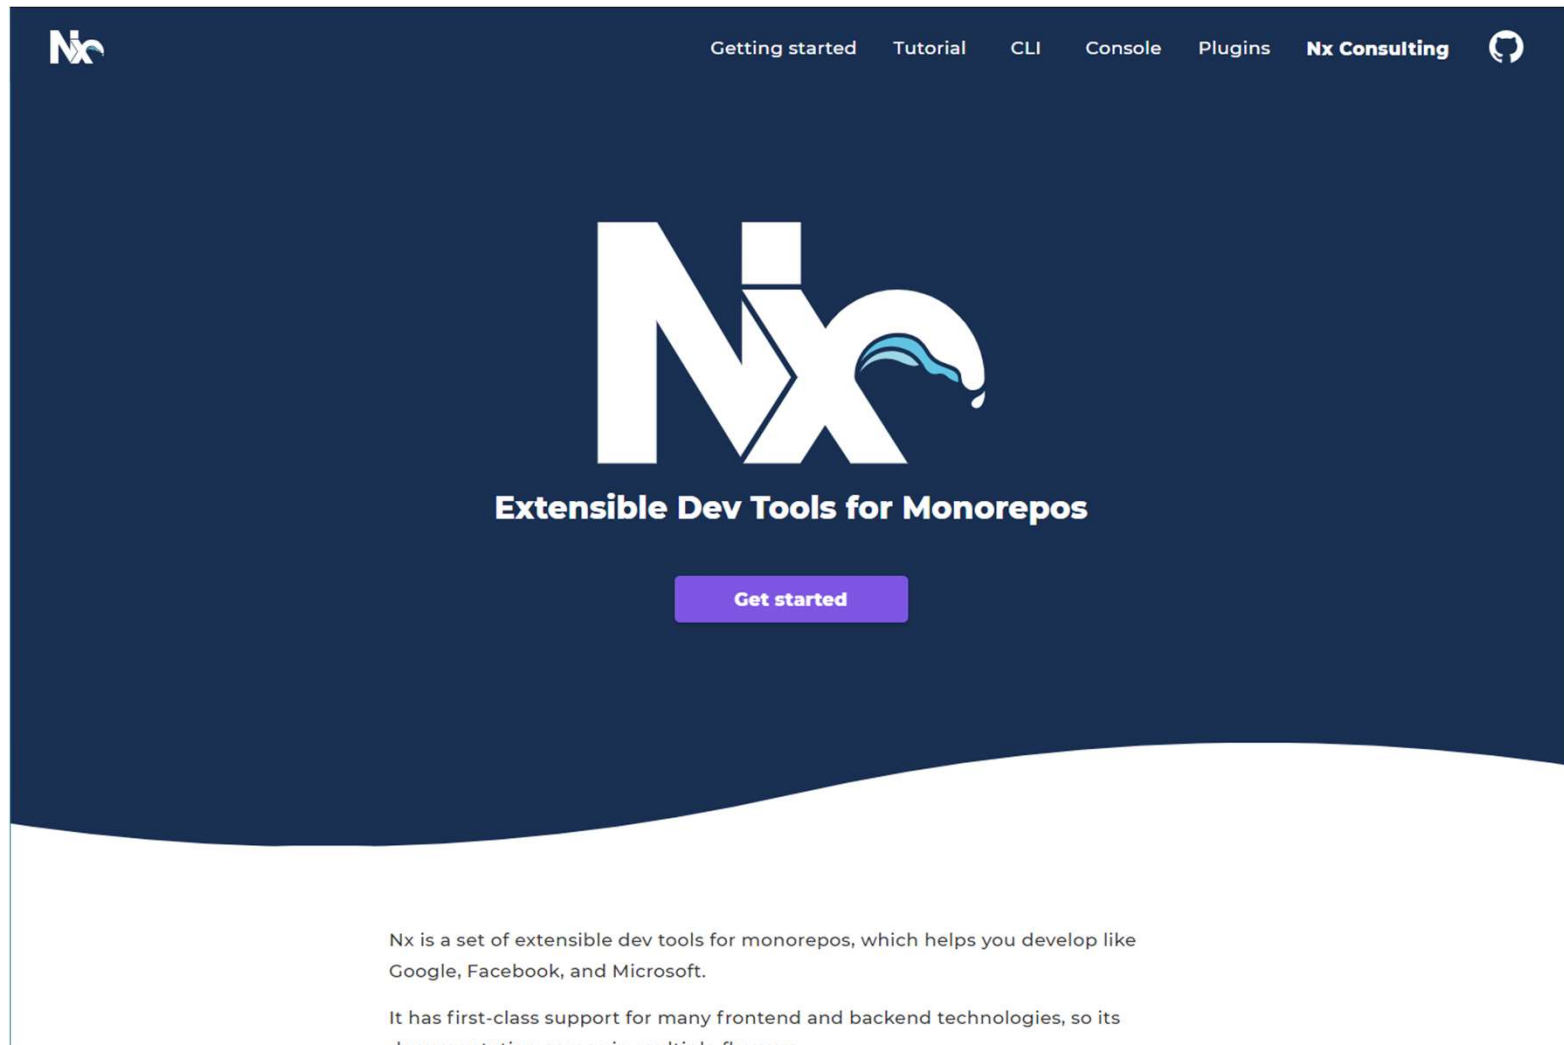 Nx
Getting started Tutorial CLI Console Plugins Nx Consulting
Nx
Extensible Dev Tools for Monorepos
Get started
Nx is a set of extensible dev tools for monorepos, which helps you develop like
Google, Facebook, and Microsoft.
It has first-class support for many frontend and backend technologies, so its